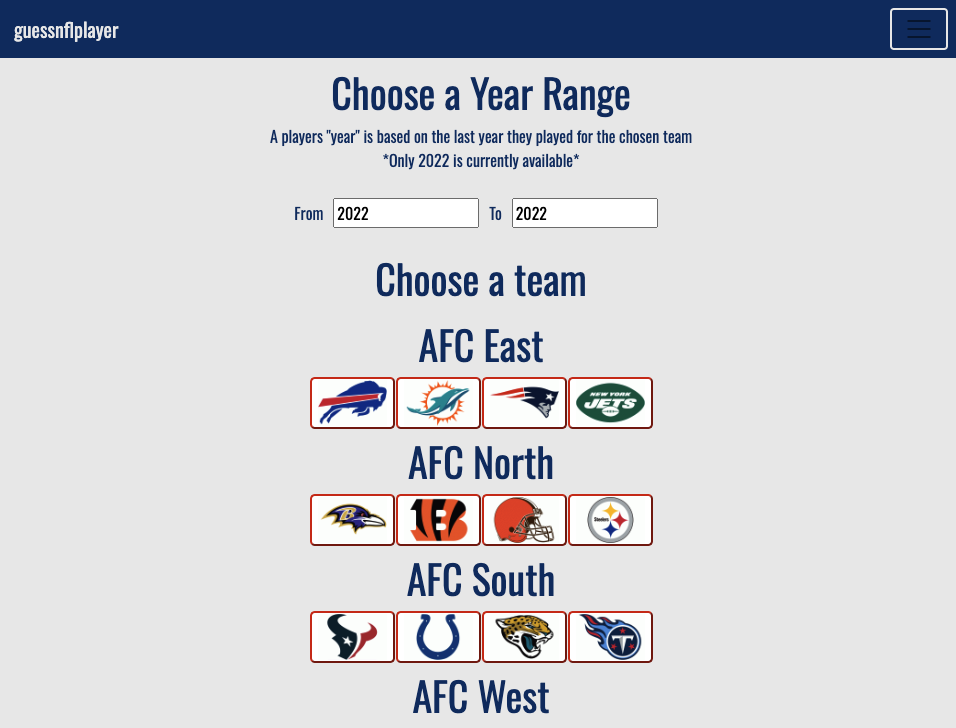 guessnflplayer
Choose a Year Range
A players "year" is based on the last year they played for the chosen team
*Only 2022 is currently available*
From 2022 To 2022
Choose a team
AFC East
NEW YORK
JETS
AFC North
B
B
Steelers
AFC South
T
AFC West